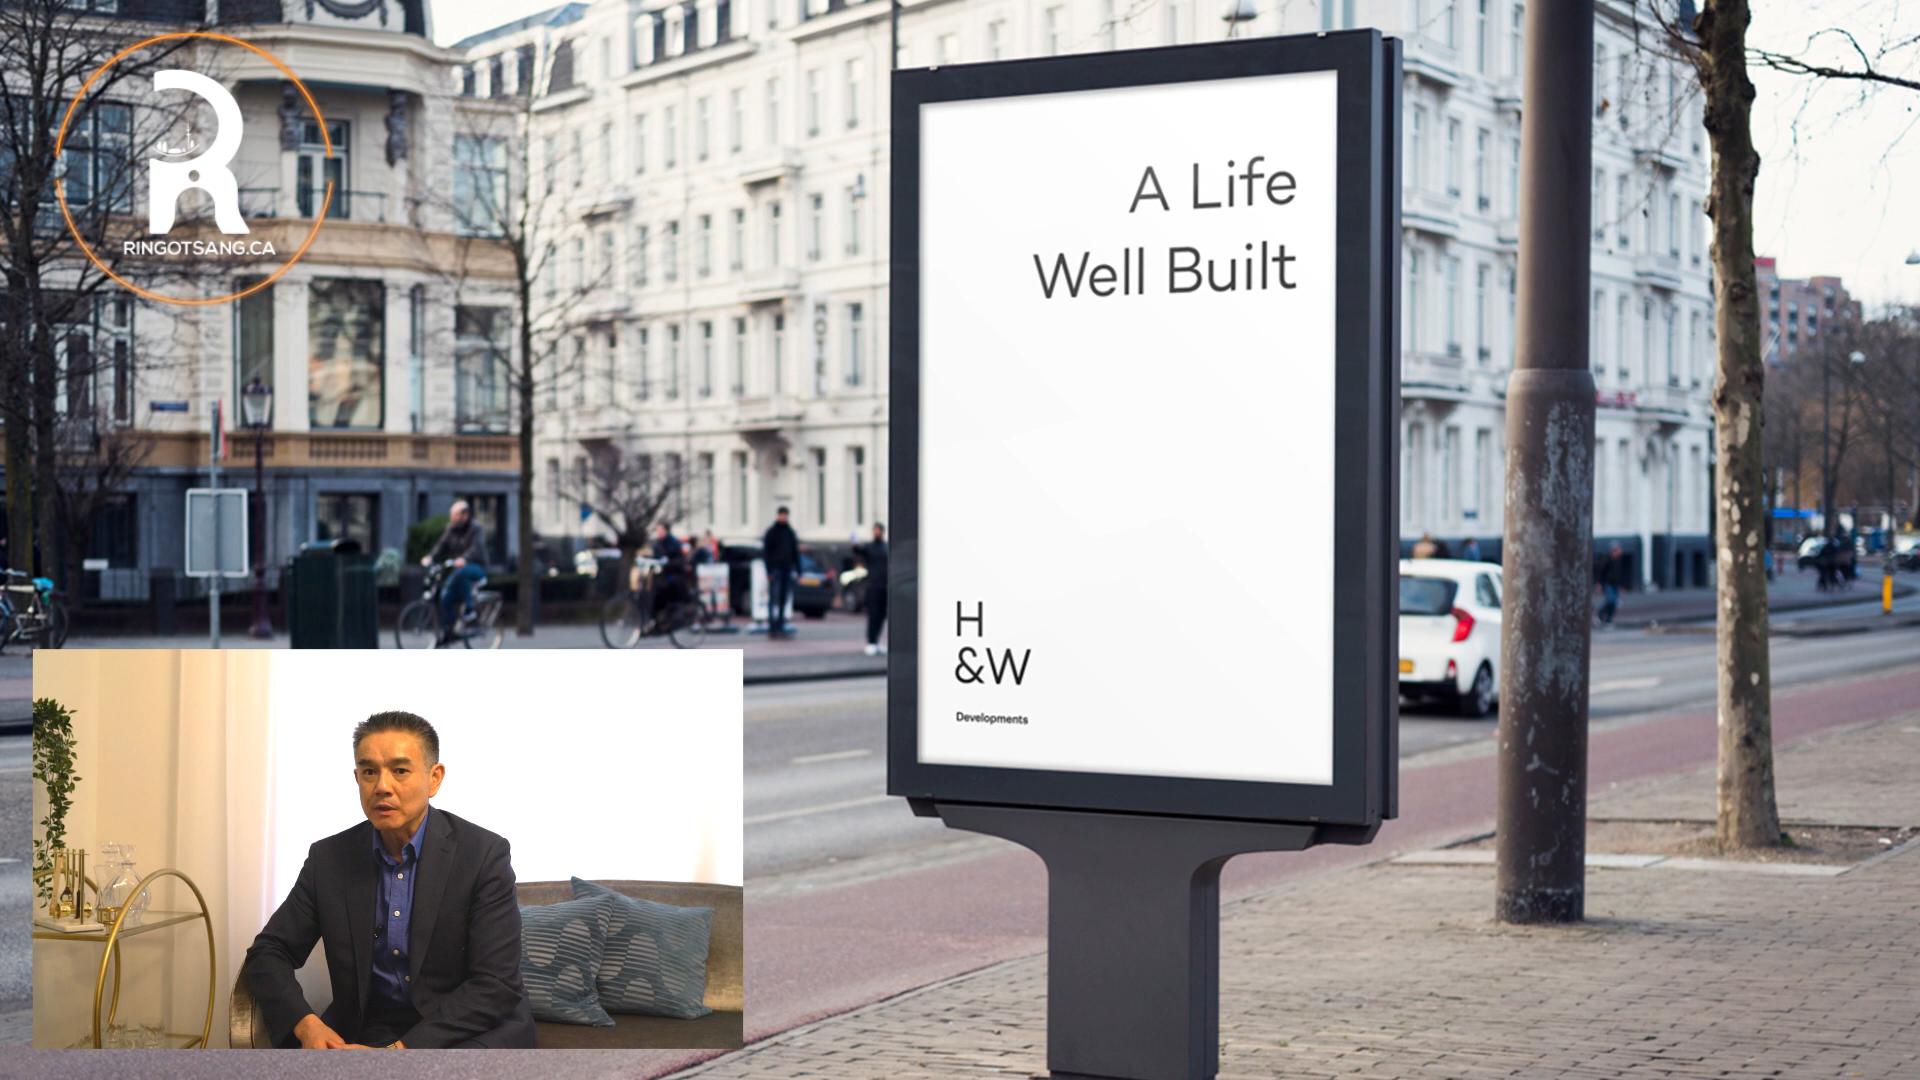 RINGOTSANG.CA
A Life
Well Built
H
&W
Developments